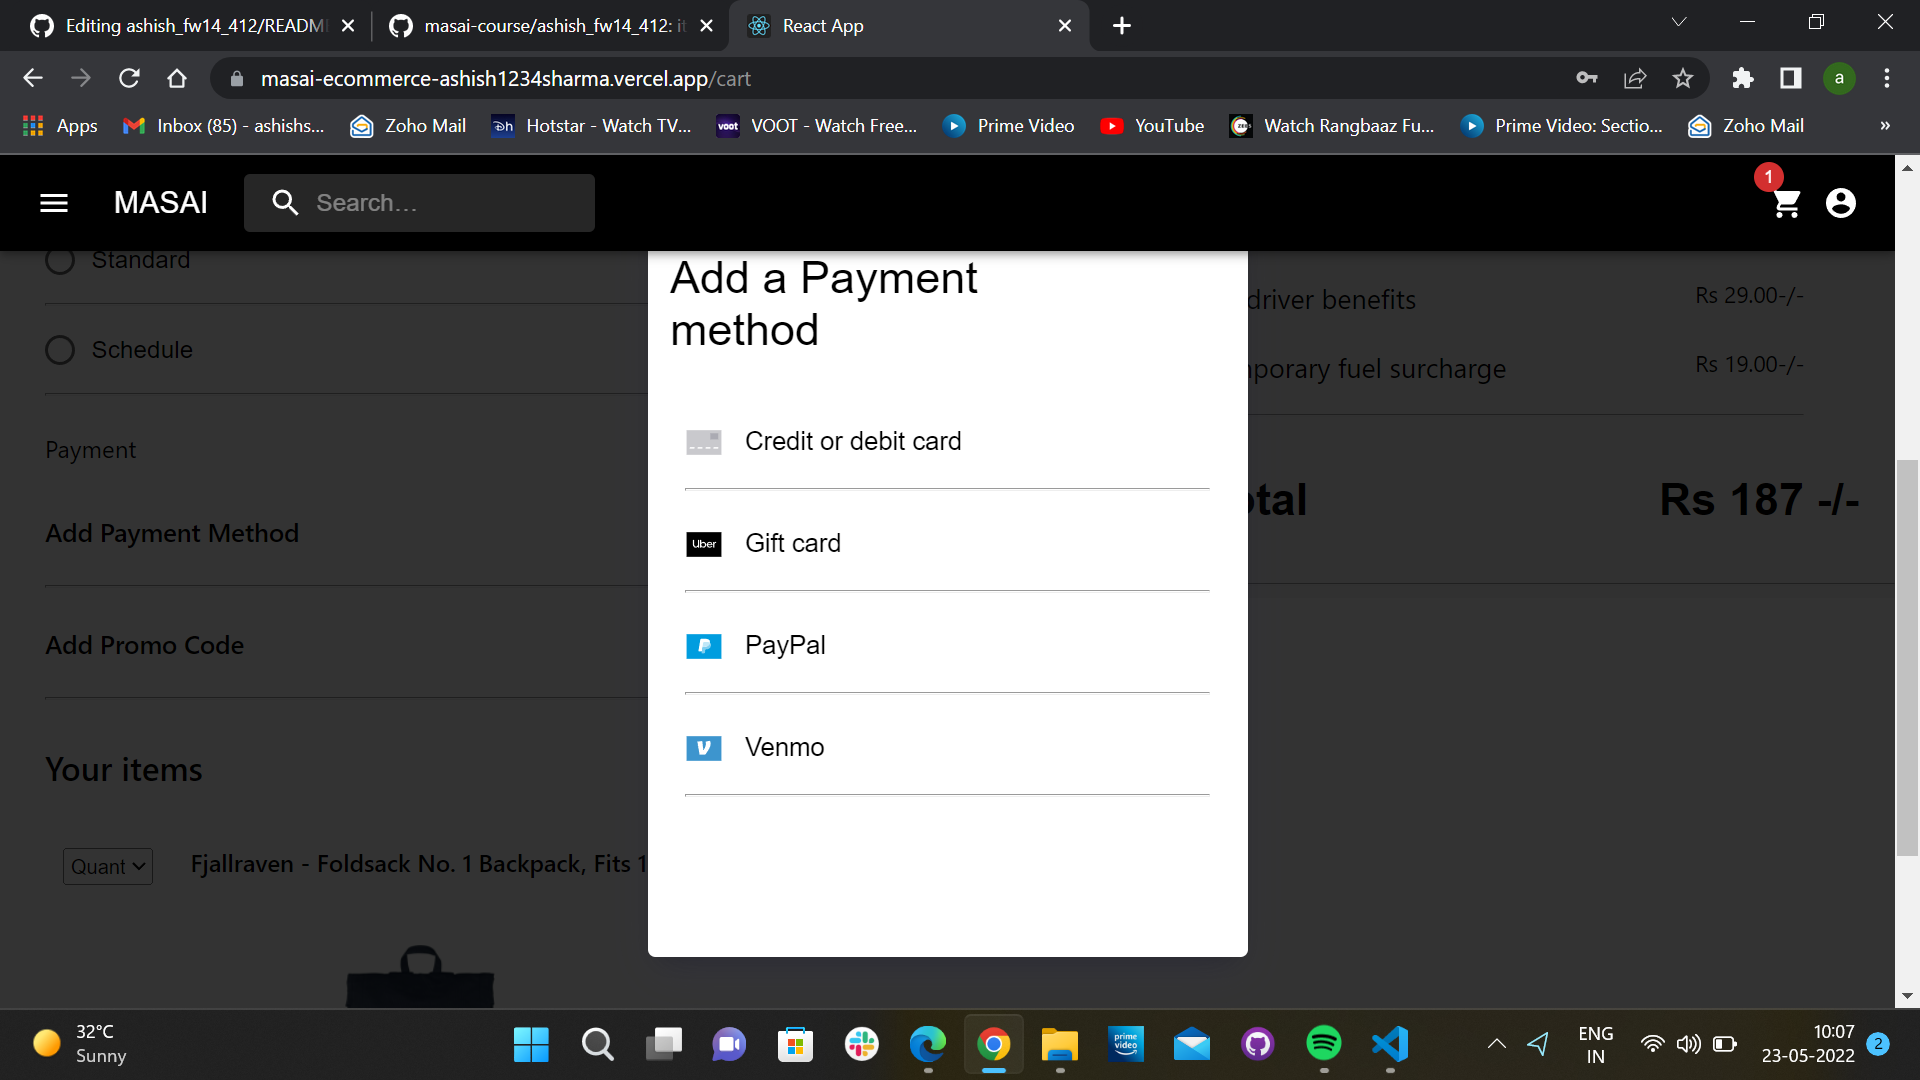 Editing ashish_fw14_412/READM
masai-course/ashish_fw14_412: it
React App
masai-ecommerce-ashish1234sharma.vercel.app/cart
a
Apps
Inbox (85) - ashishs...
Zoho Mail
Hotstar - Watch TV...
VOOT - Watch Free...
Prime Video
YouTube
Watch Rangbaaz Fu...
Prime Video: Sectio...
Zoho Mail
»
MASAI
Search...
1
Standard
Schedule
Payment
Add Payment Method
Add Promo Code
Your items
Quant
Fjallraven - Foldsack No. 1 Backpack, Fits 1
Add a Payment
method
Credit or debit card
Uber
Gift card
PayPal
Venmo
driver benefits
Rs 29.00-/-
porary fuel surcharge
Rs 19.00-/-
otal
Rs 187 -/-
32°C
Sunny
prime
video
ENG
IN
10:07
23-05-2022
2